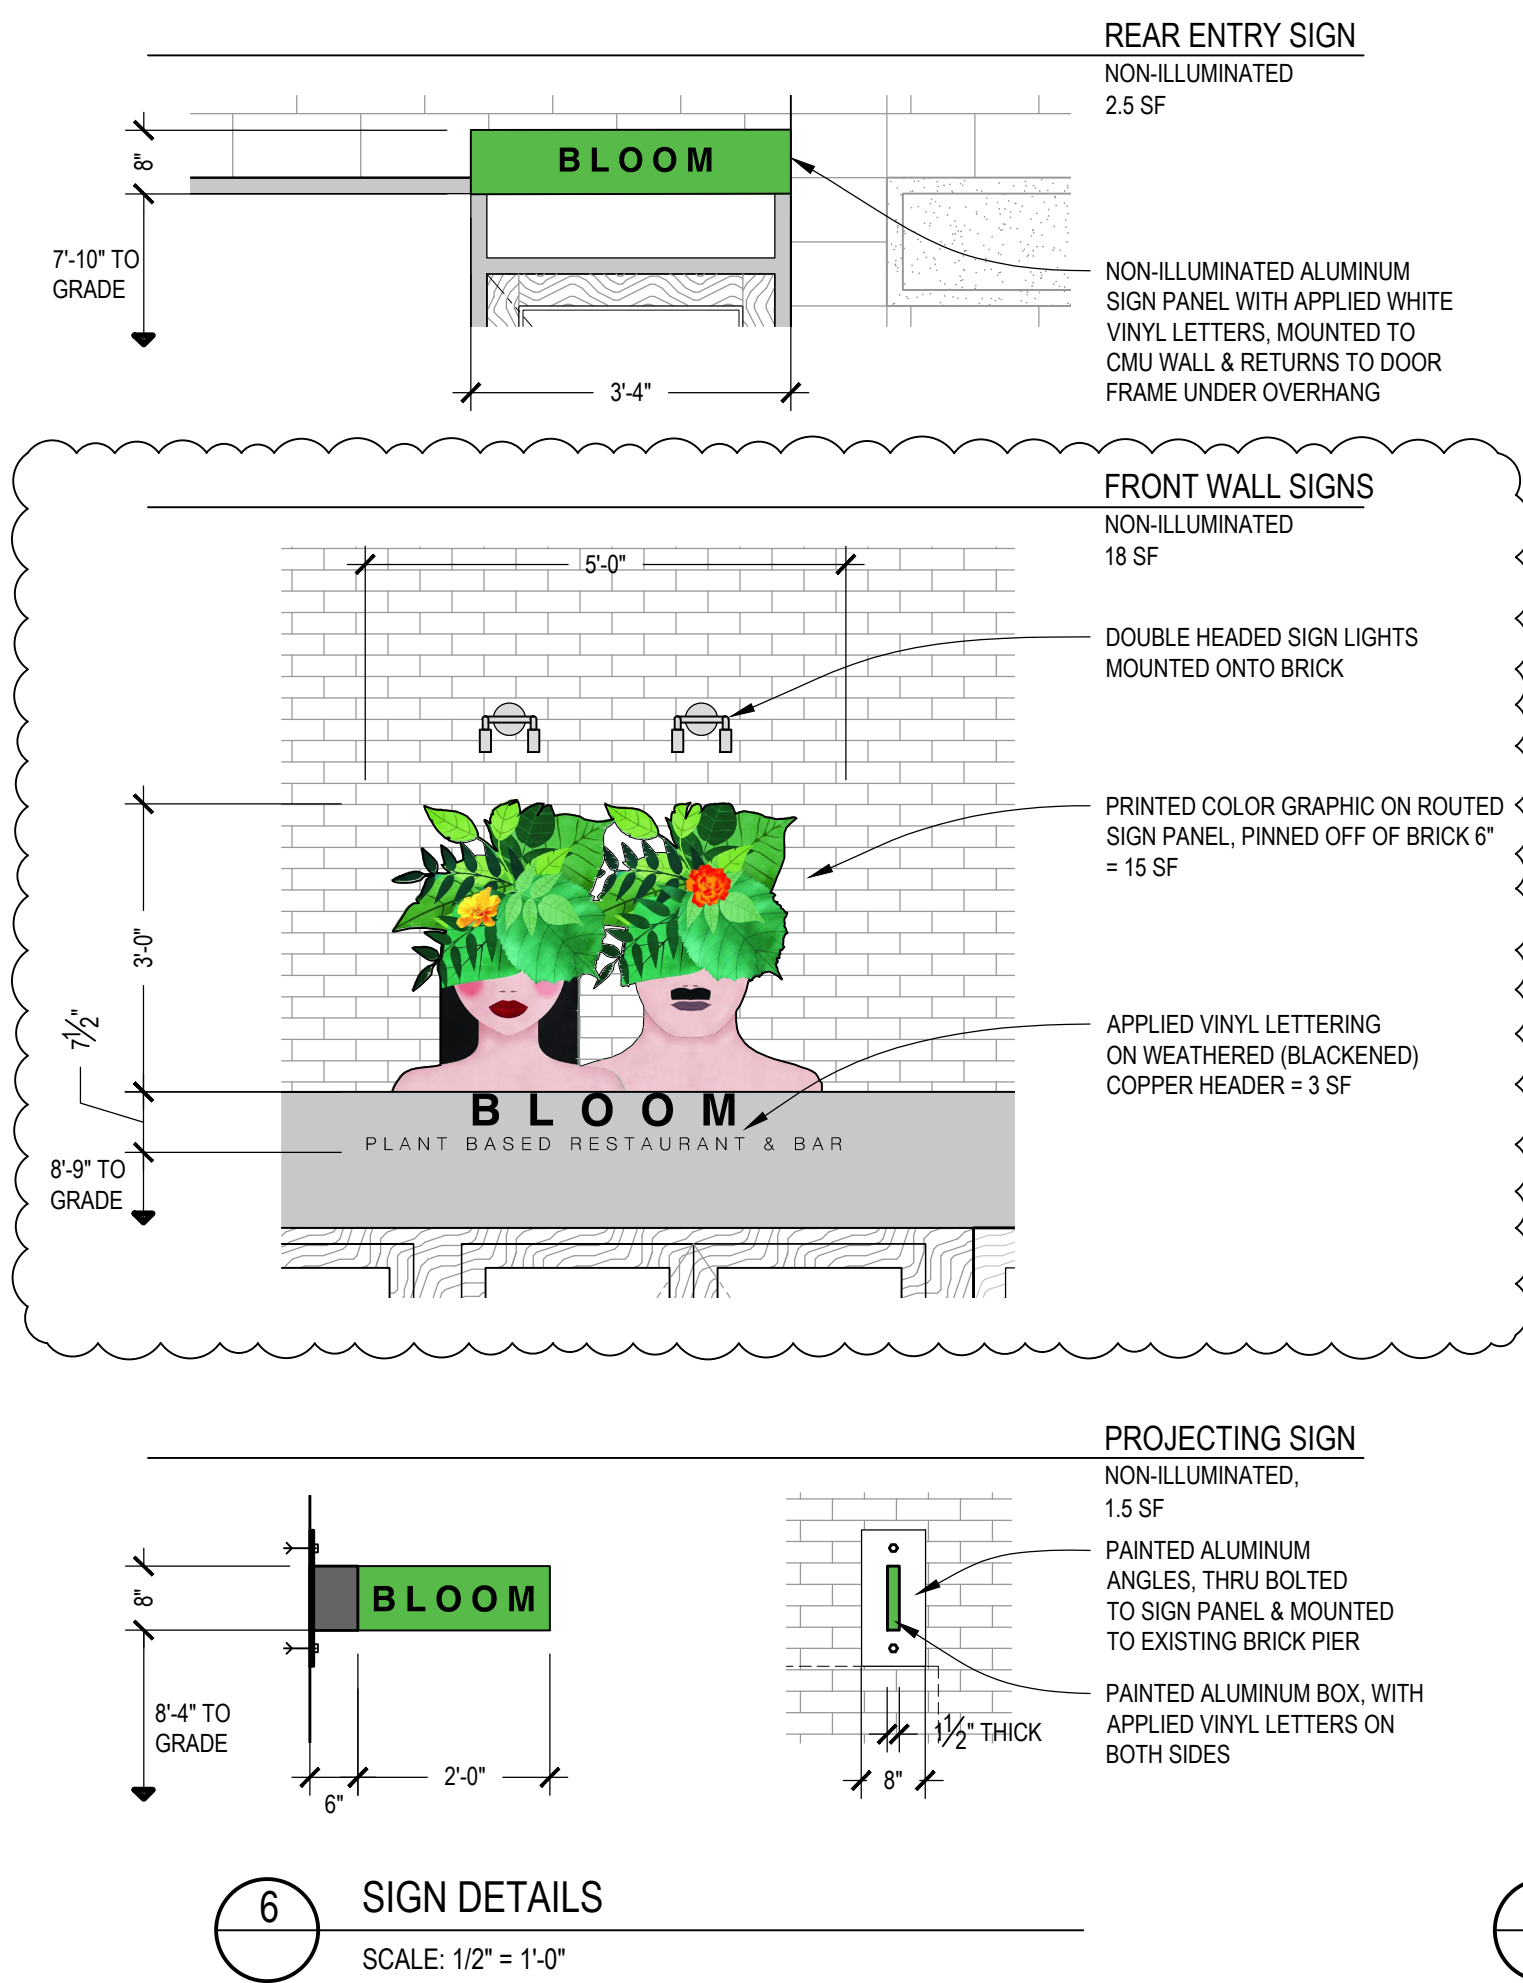 REAR ENTRY SIGN
NON-ILLUMINATED
2.5 SF
8"
BLOOM
7'-10" TO
GRADE
NON-ILLUMINATED ALUMINUM
SIGN PANEL WITH APPLIED WHITE
VINYL LETTERS, MOUNTED TO
CMU WALL & RETURNS TO DOOR
FRAME UNDER OVERHANG
3'-4"
FRONT WALL SIGNS
NON-ILLUMINATED
18 SF
5'-0"
DOUBLE HEADED SIGN LIGHTS
MOUNTED ONTO BRICK
PRINTED COLOR GRAPHIC ON ROUTED
SIGN PANEL, PINNED OFF OF BRICK 6"
= 15 SF
3'-0"
7½"
APPLIED VINYL LETTERING
ON WEATHERED (BLACKENED)
COPPER HEADER = 3 SF
BLOOM
PLANT BASED RESTAURANT & BAR
8'-9" TO
GRADE
PROJECTING SIGN
NON-ILLUMINATED,
1.5 SF
8"
BLOOM
PAINTED ALUMINUM
ANGLES, THRU BOLTED
TO SIGN PANEL & MOUNTED
TO EXISTING BRICK PIER
8'-4" TO
GRADE
PAINTED ALUMINUM BOX, WITH
APPLIED VINYL LETTERS ON
BOTH SIDES
1½" THICK
2'-0"
6"
8"
6
SIGN DETAILS
SCALE: 1/2" = 1'-0"